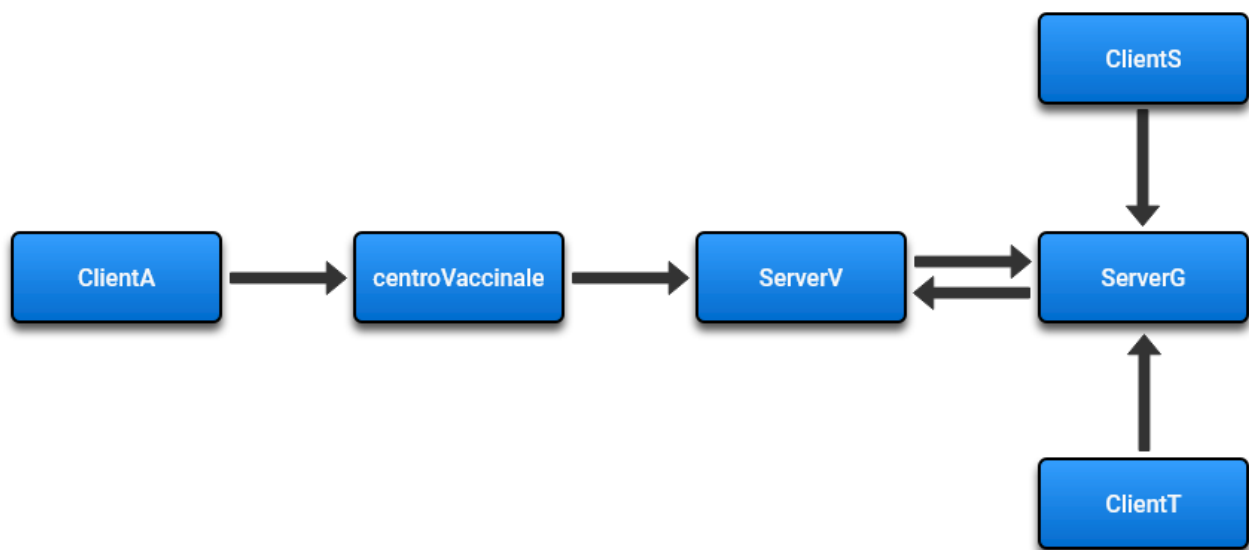 ClientS
ClientA
centroVaccinale
ServerV
ServerG
ClientT